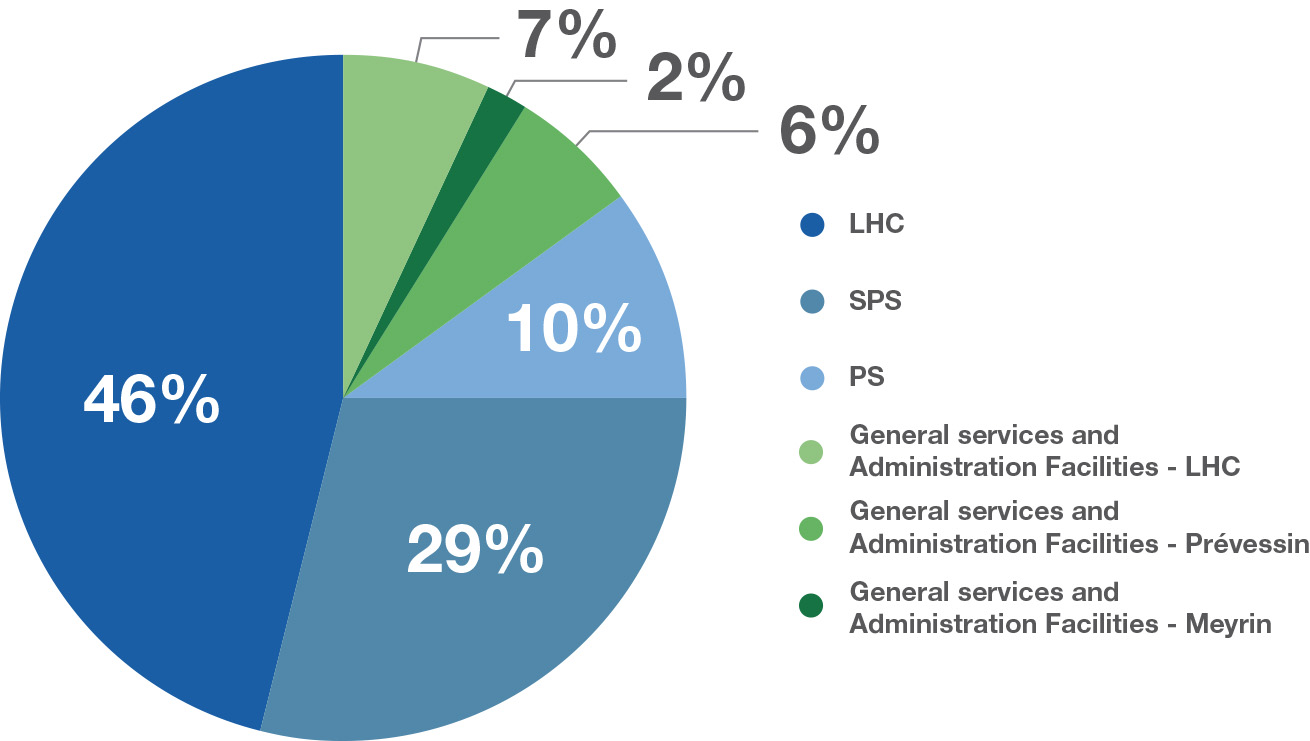 7%
2%
6%
10%
46%
29%
LHC
SPS
PS
General services and
Administration Facilities - LHC
General services and
Administration Facilities - Prévessin
General services and
Administration Facilities - Meyrin